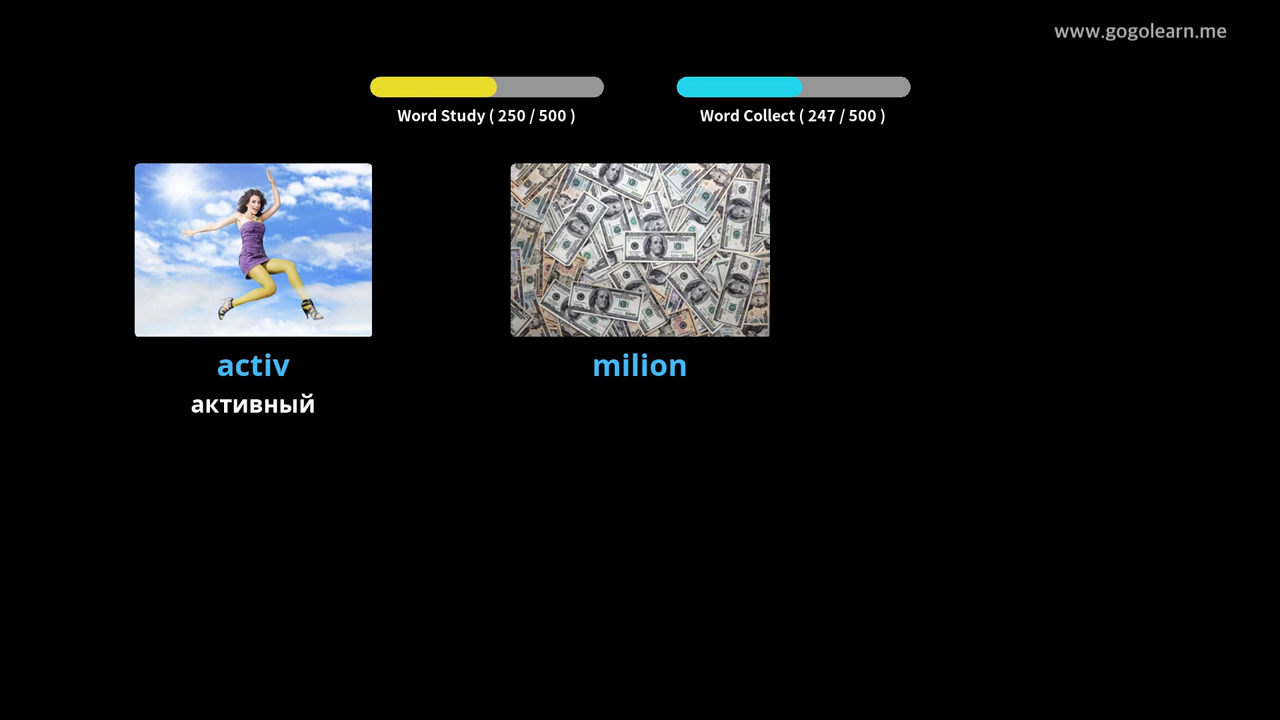 www.gogolearn.me
Word Study ( 250 / 500 )
Word Collect ( 247 / 500 )
activ
активный
milion